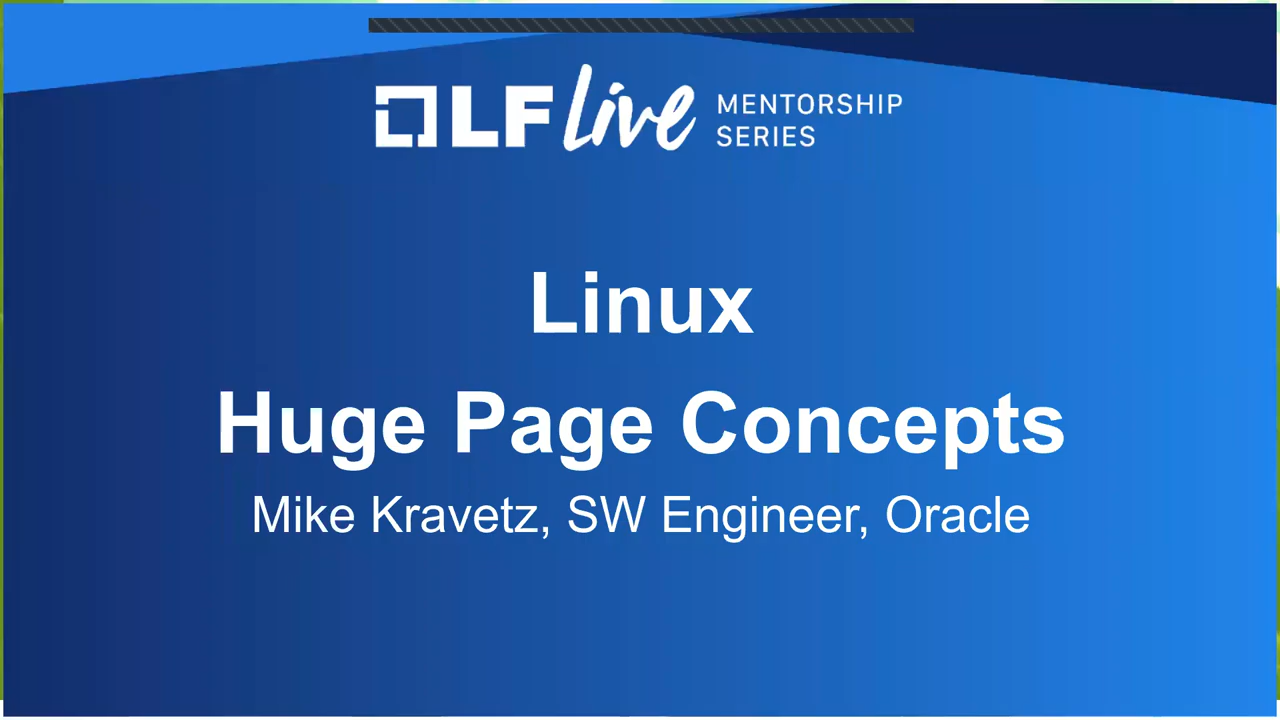 LF Live MENTORSHIP
SERIES
Linux
Huge Page Concepts
Mike Kravetz, SW Engineer, Oracle